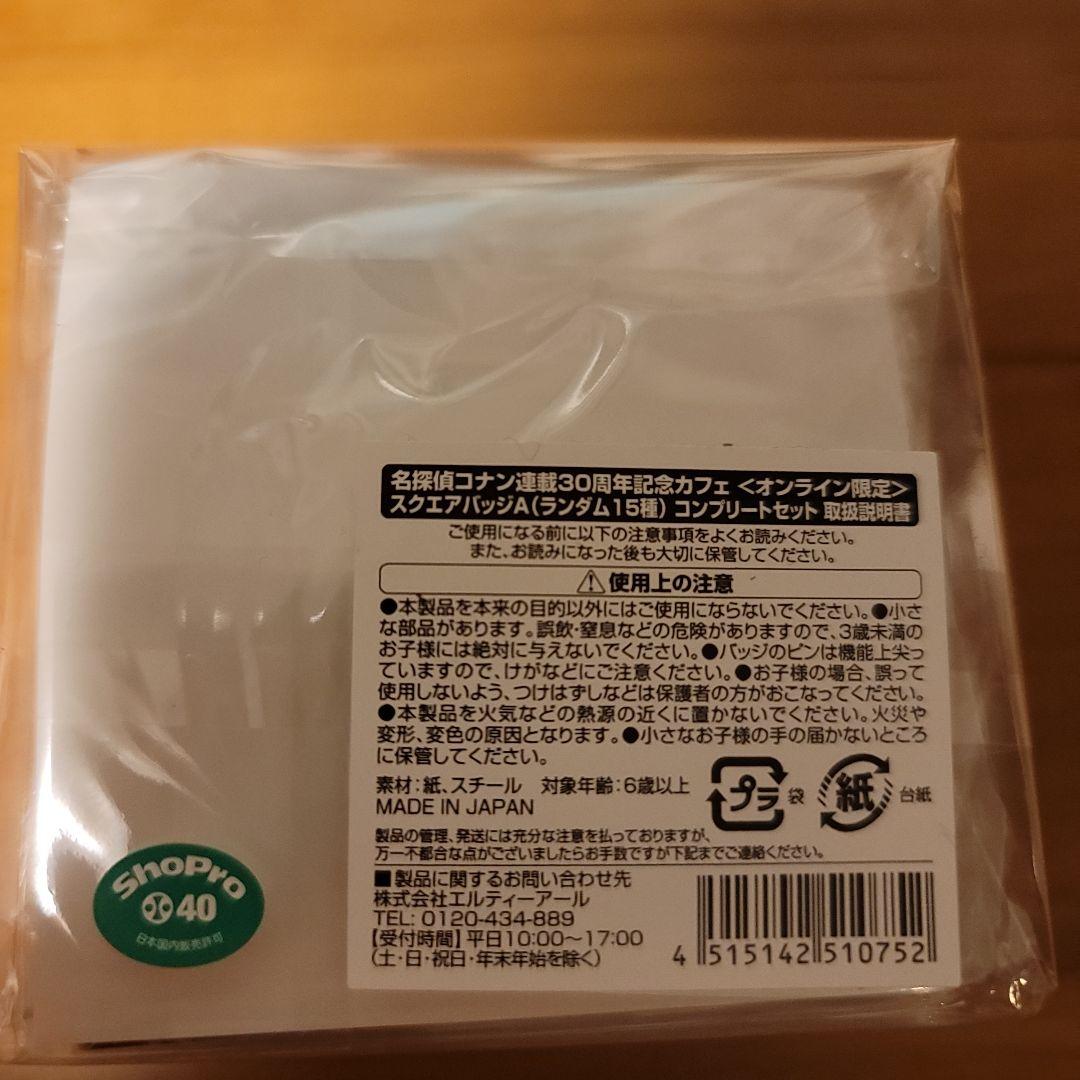 名探偵コナン連載30周年記念カフェ <オンライン限定>
スクエアバッジA(ランダム15種) コンプリートセット 取扱説明書
ご使用になる前に以下の注意事項をよくお読みください。
また、お読みになった後も大切に保管してください。
⚠使用上の注意
●本製品を本来の目的以外にはご使用にならないでください。●小さ
な部品があります。誤飲・窒息などの危険がありますので、3歳未満の
お子様には絶対に与えないでください。●バッジのピンは機能上尖っ
ていますので、けがなどにご注意ください。●お子様の場合、誤って
使用しないよう、つけはずしなどは保護者の方がおこなってください。
●本製品を火気などの熱源の近くに置かないでください。火災や
変形、変色の原因となります。●小さなお子様の手の届かないところ
に保管してください。
素材:紙、スチール 対象年齢:6歳以上
MADE IN JAPAN
プラ 袋 紙 台紙
製品の管理、発送には充分な注意を払っておりますが、
万一不都合な点がございましたらお手数ですが下記までご連絡ください。
■製品に関するお問い合わせ先
株式会社エルティーアール
TEL: 0120-434-889
【受付時間】平日10:00~17:00
(土・日・祝日・年末年始を除く)
4 515142 510752
ShoPro
40
日本国内販売許可